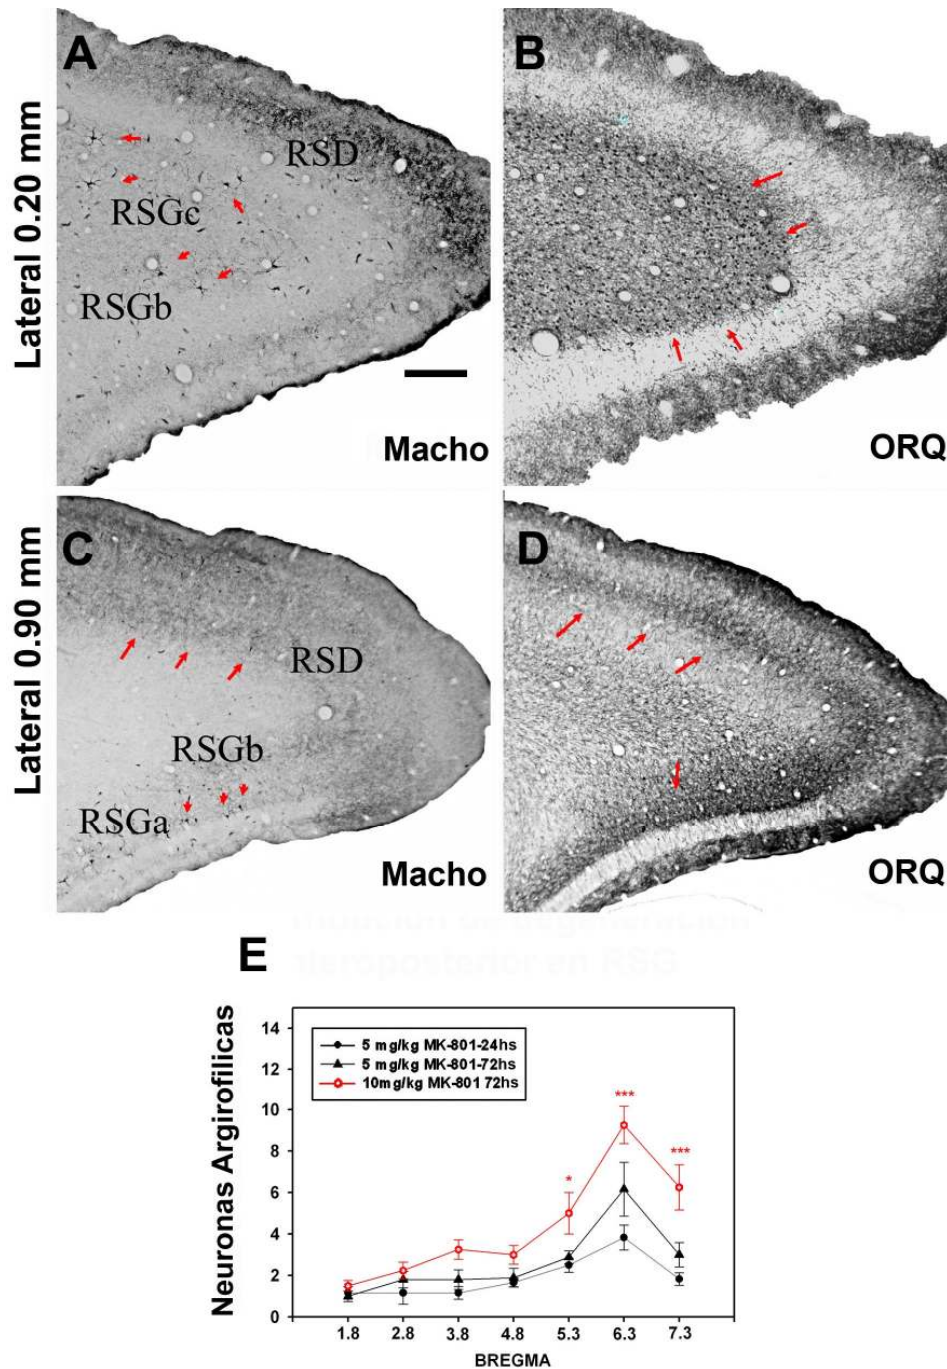 Lateral 0.20 mm
A
RSD
RSGc
RSGb
Macho
B
ORQ
Lateral 0.90 mm
C
RSD
RSGb
RSGa
Macho
D
ORQ
E
Neuronas Argirofilicas
14
12
10
8
6
4
2
0
5 mg/kg MK-801-24hs
5 mg/kg MK-801-72hs
10mg/kg MK-801 72hs
*
***
***
1.8 2.8 3.8 4.8 5.3 6.3 7.3
BREGMA